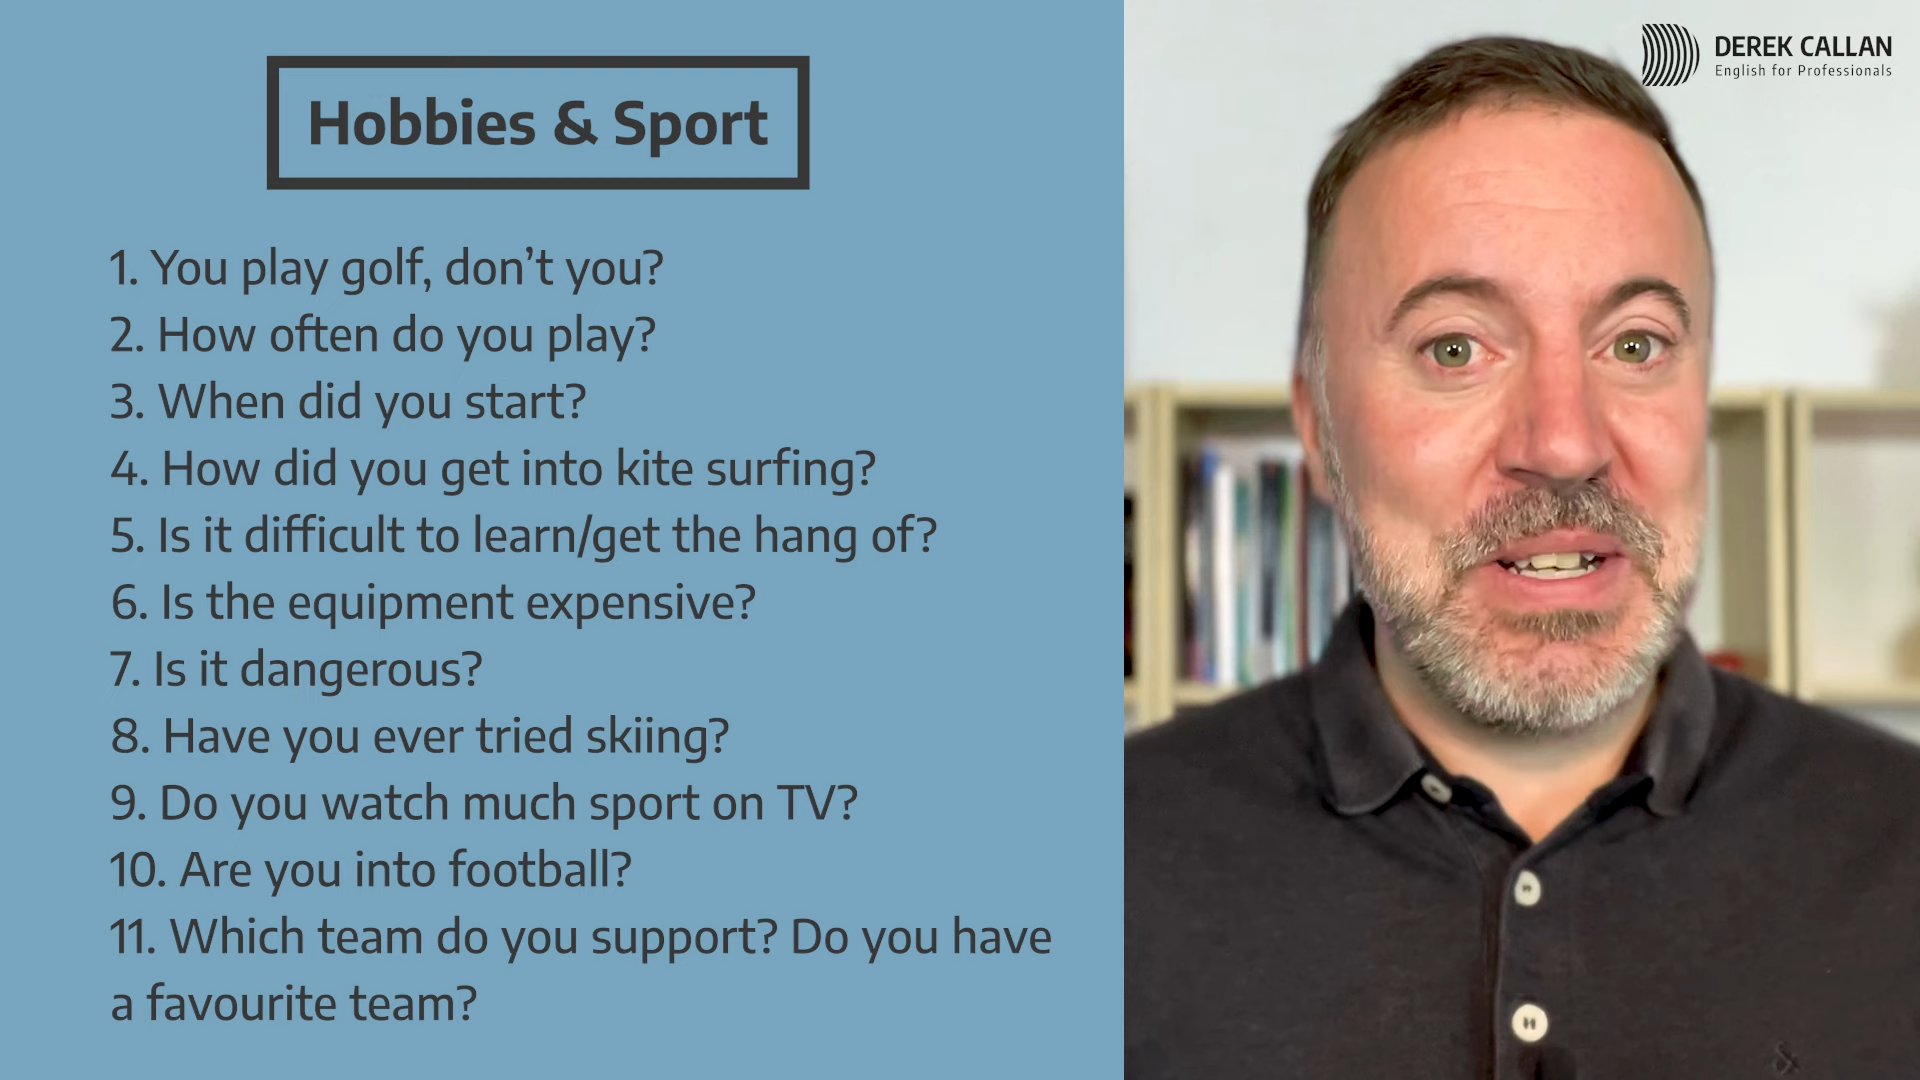 DEREK CALLAN
English for Professionals
Hobbies & Sport
1. You play golf, don’t you?
2. How often do you play?
3. When did you start?
4. How did you get into kite surfing?
5. Is it difficult to learn/get the hang of?
6. Is the equipment expensive?
7. Is it dangerous?
8. Have you ever tried skiing?
9. Do you watch much sport on TV?
10. Are you into football?
11. Which team do you support? Do you have
a favourite team?